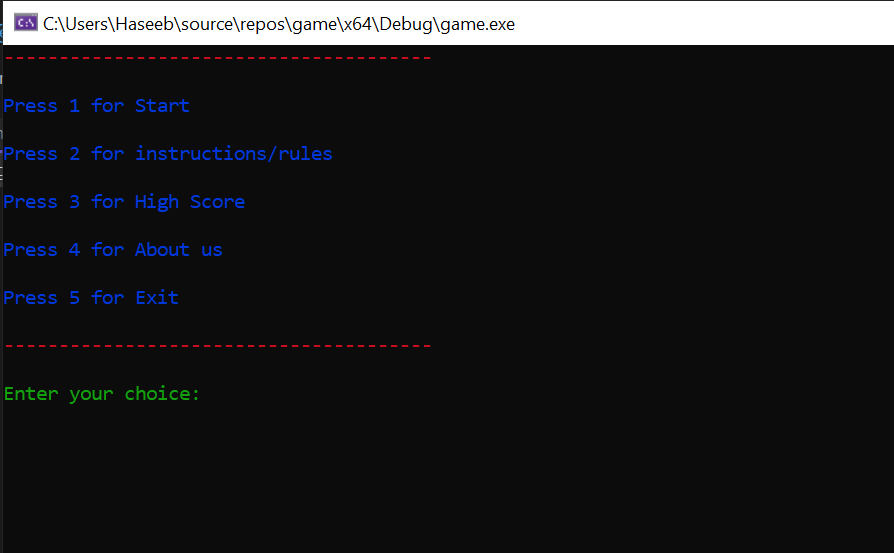 C:\Users\Haseeb\source\repos\game\x64\Debug\game.exe
---------------------------------------
Press 1 for Start
Press 2 for instructions/rules
Press 3 for High Score
Press 4 for About us
Press 5 for Exit
---------------------------------------
Enter your choice: